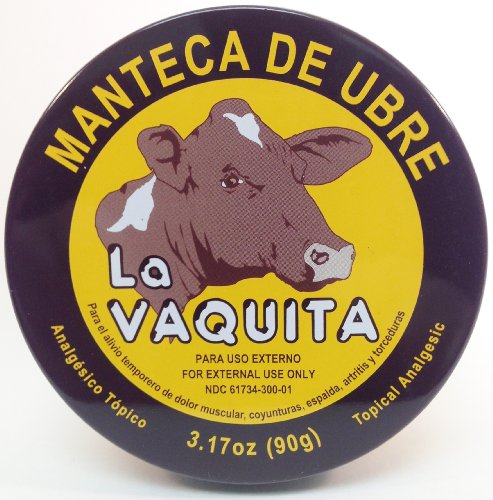 MANTECA DE UBRE
La
VAQUITA
PARA USO EXTERNO
FOR EXTERNAL USE ONLY
NDC 61734-300-01
Para el alivio temporero de dolor muscular, coyunturas, espalda, artritis y torceduras
Analgésico Tópico
3.17oz (90g)
Topical Analgesic